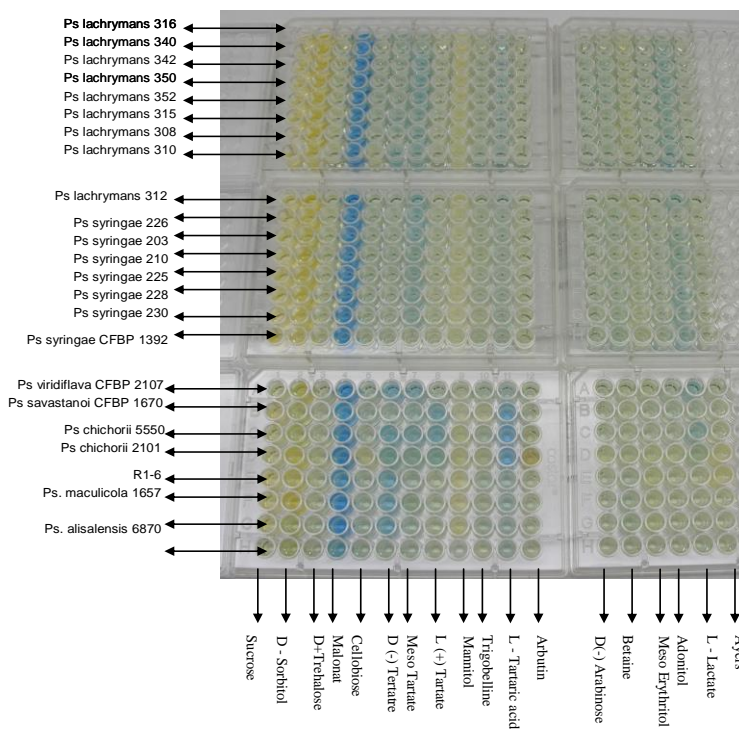 Ps lachrymans 316
Ps lachrymans 340
Ps lachrymans 342
Ps lachrymans 350
Ps lachrymans 352
Ps lachrymans 315
Ps lachrymans 308
Ps lachrymans 310
Ps lachrymans 312
Ps syringae 226
Ps syringae 203
Ps syringae 210
Ps syringae 225
Ps syringae 228
Ps syringae 230
Ps syringae CFBP 1392
Ps viridiflava CFBP 2107
Ps savastanoi CFBP 1670
Ps chichorii 5550
Ps chichorii 2101
R1-6
Ps. maculicola 1657
Ps. alisalensis 6870
A
B
C
D
E
F
G
H
Sucrose
D - Sorbitol
D+Trehalose
Malonat
Cellobiose
D (-) Tertatre
Meso Tartate
L (+) Tartate
Mannitol
Trigobelline
L - Tartaric acid
Arbutin
D(-) Arabinose
Betaine
Meso Erythritol
Adonitol
L - Lactate